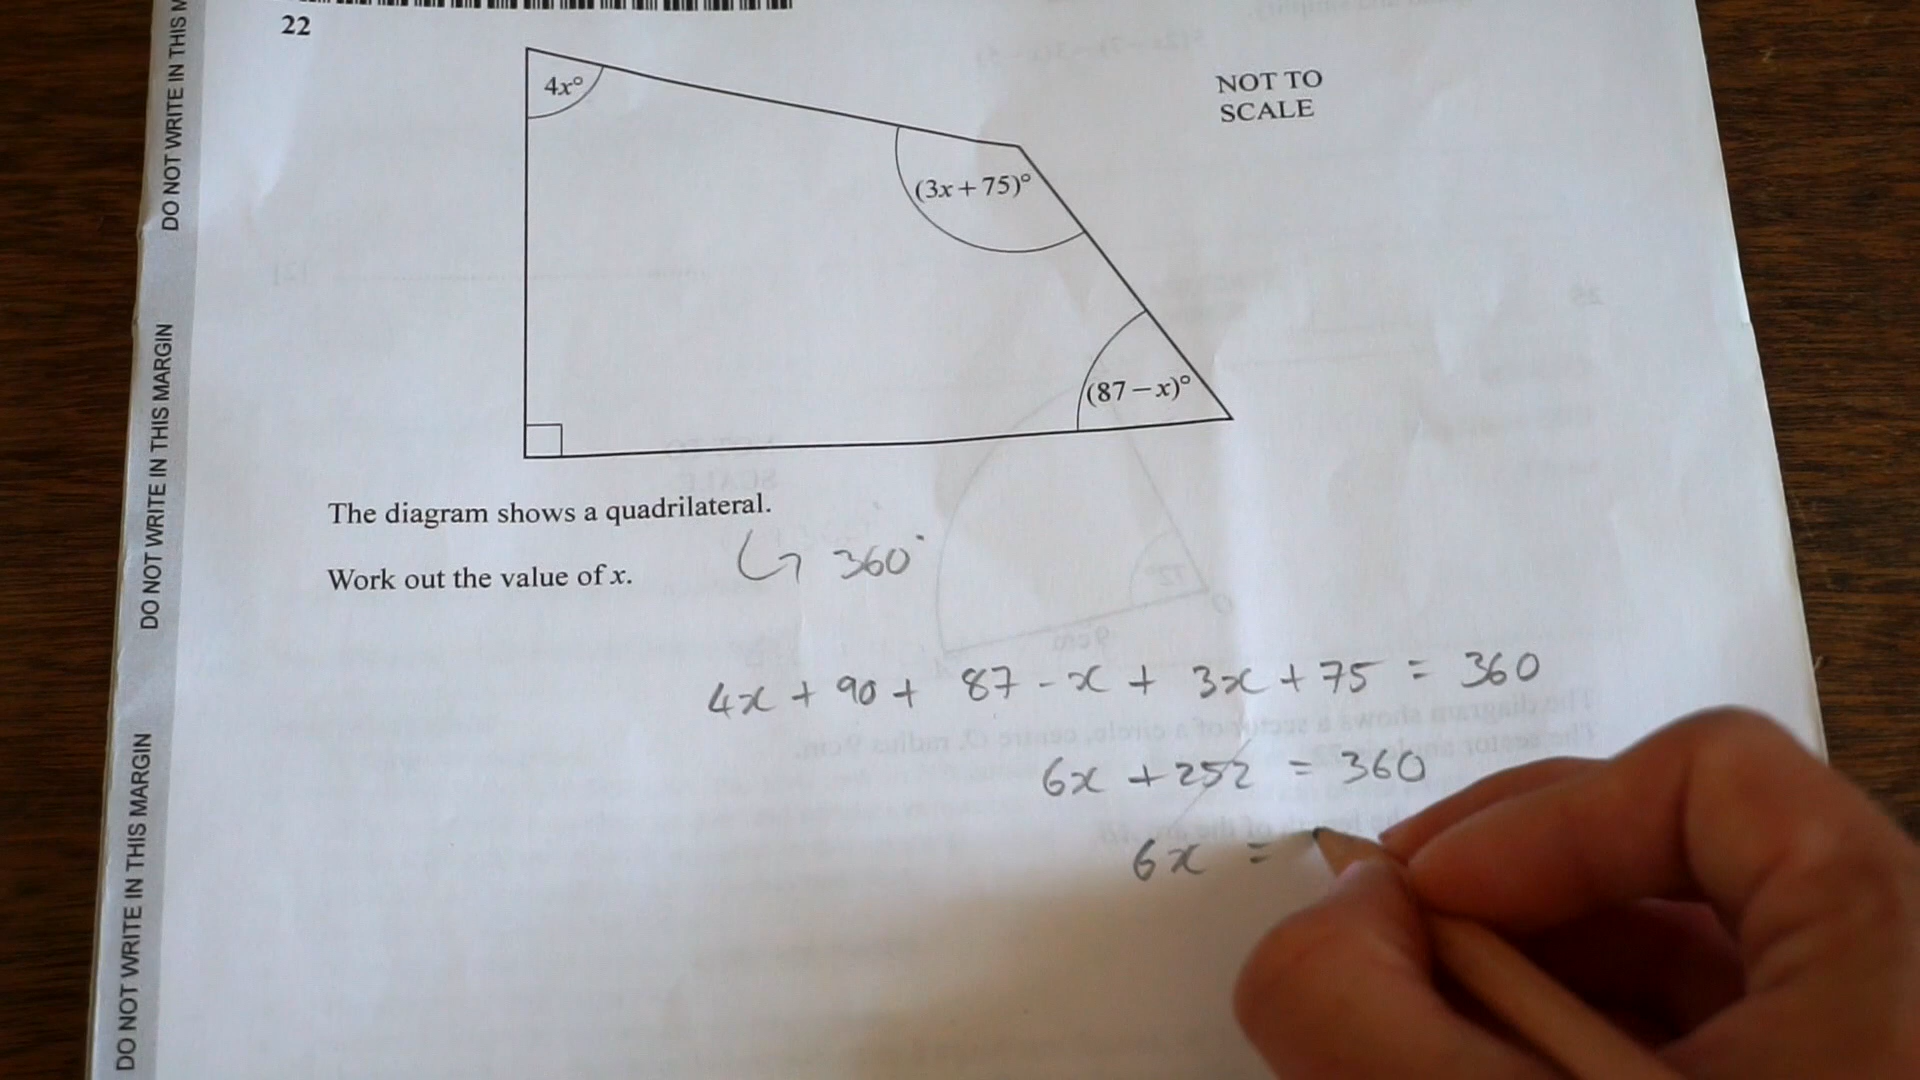 22
4x°
NOT TO
SCALE
(3x+75)°
(87−x)°
The diagram shows a quadrilateral.
360°
Work out the value of x.
4x + 90 + 87 - x + 3x + 75 = 360
6x + 252 = 360
6x =
DO NOT WRITE IN THIS MARGIN
DO NOT WRITE IN THIS MARGIN
DO NOT WRITE IN THIS